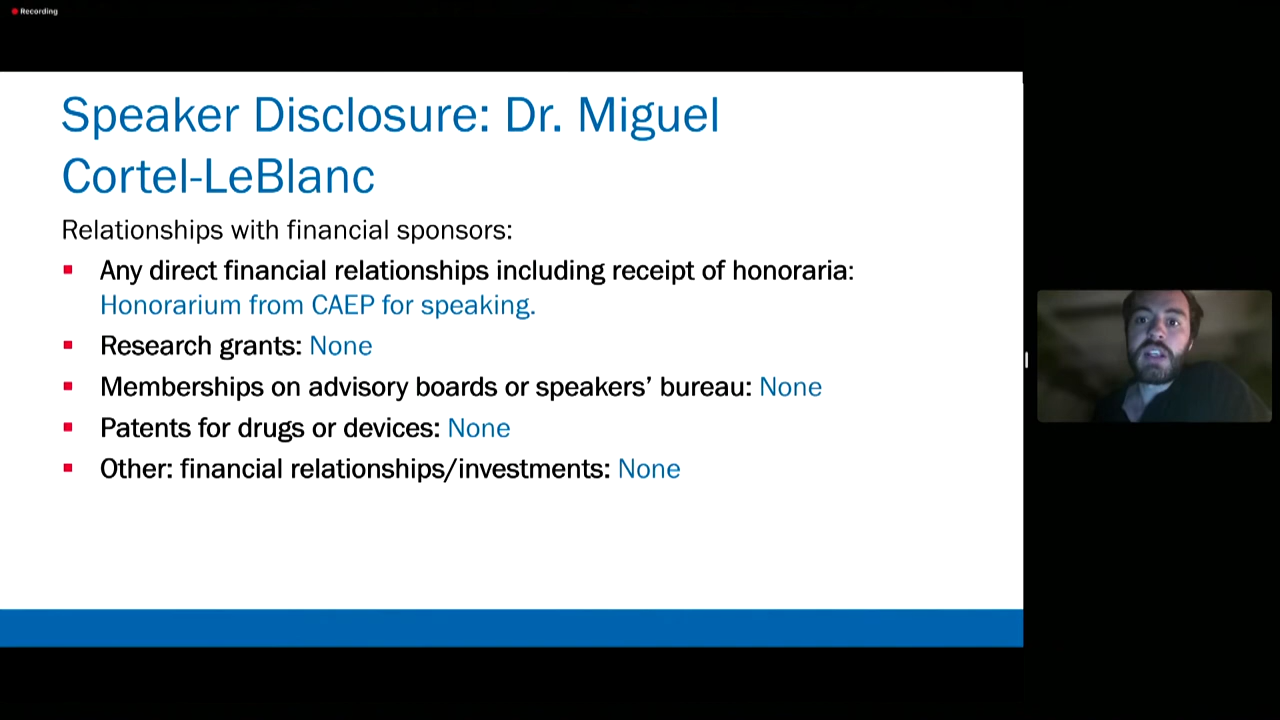 Recording
Speaker Disclosure: Dr. Miguel
Cortel-LeBlanc
Relationships with financial sponsors:
▪ Any direct financial relationships including receipt of honoraria:
Honorarium from CAEP for speaking.
▪ Research grants: None
▪ Memberships on advisory boards or speakers’ bureau: None
▪ Patents for drugs or devices: None
▪ Other: financial relationships/investments: None